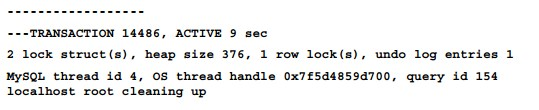 ------------------
---TRANSACTION 14486, ACTIVE 9 sec
2 lock struct(s), heap size 376, 1 row lock(s), undo log entries 1
MySQL thread id 4, OS thread handle 0x7f5d4859d700, query id 154
localhost root cleaning up